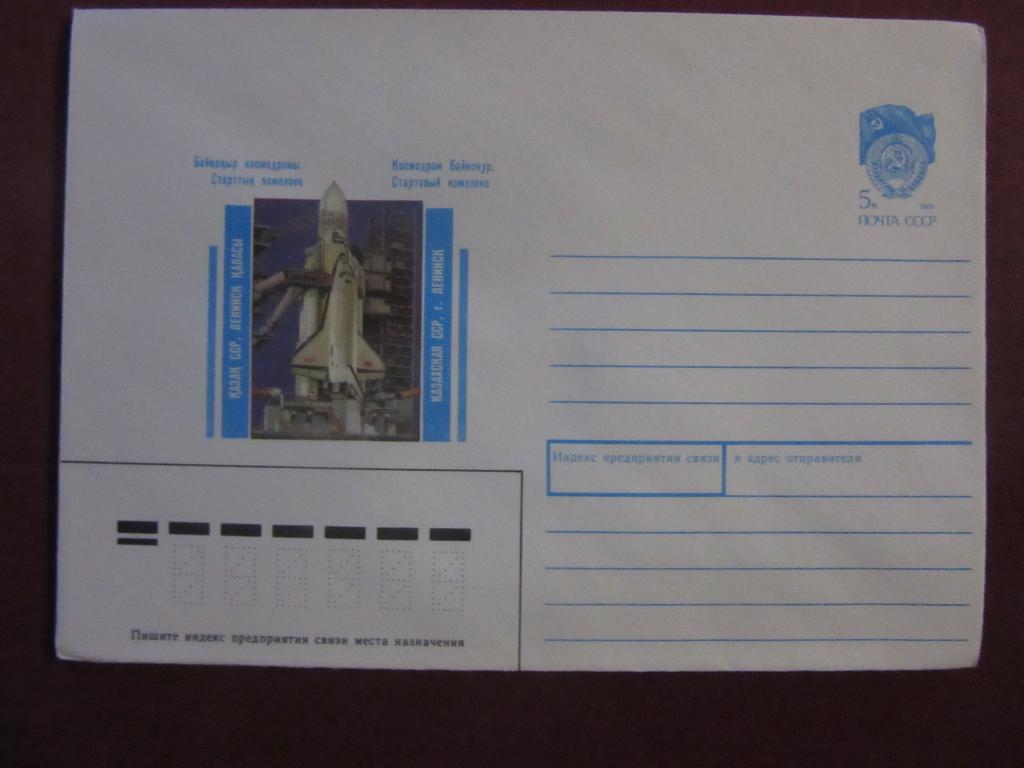 Байқоңыр космодромы.
Старттық комплекс
Космодром Байконур.
Стартовый комплекс
ҚАЗАҚ ССР, ЛЕНИНСК ҚАЛАСЫ
КАЗАХСКАЯ ССР, г. ЛЕНИНСК
5к
ПОЧТА СССР
Индекс предприятия связи и адрес отправителя
Пишите индекс предприятия связи места назначения